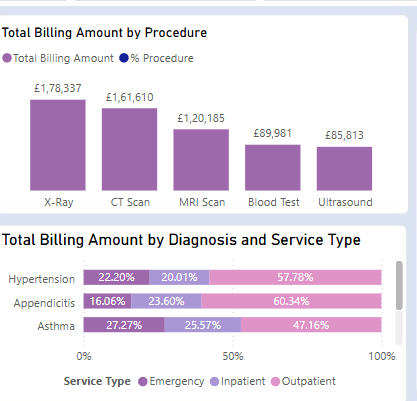 Total Billing Amount by Procedure
Total Billing Amount % Procedure
£1,78,337
£1,61,610
£1,20,185
£89,981
£85,813
X-Ray CT Scan MRI Scan Blood Test Ultrasound
Total Billing Amount by Diagnosis and Service Type
Hypertension 22.20% 20.01% 57.78%
Appendicitis 16.06% 23.60% 60.34%
Asthma 27.27% 25.57% 47.16%
0% 50% 100%
Service Type Emergency Inpatient Outpatient